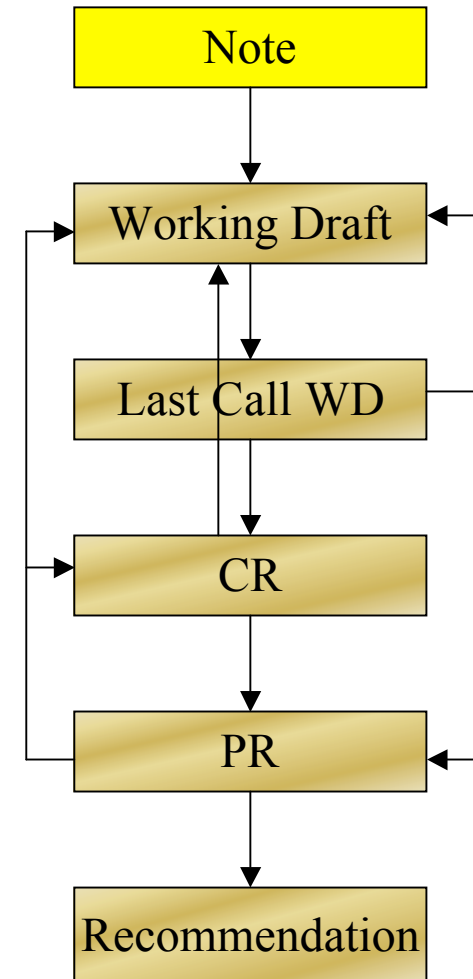 Note
Working Draft
Last Call WD
CR
PR
Recommendation